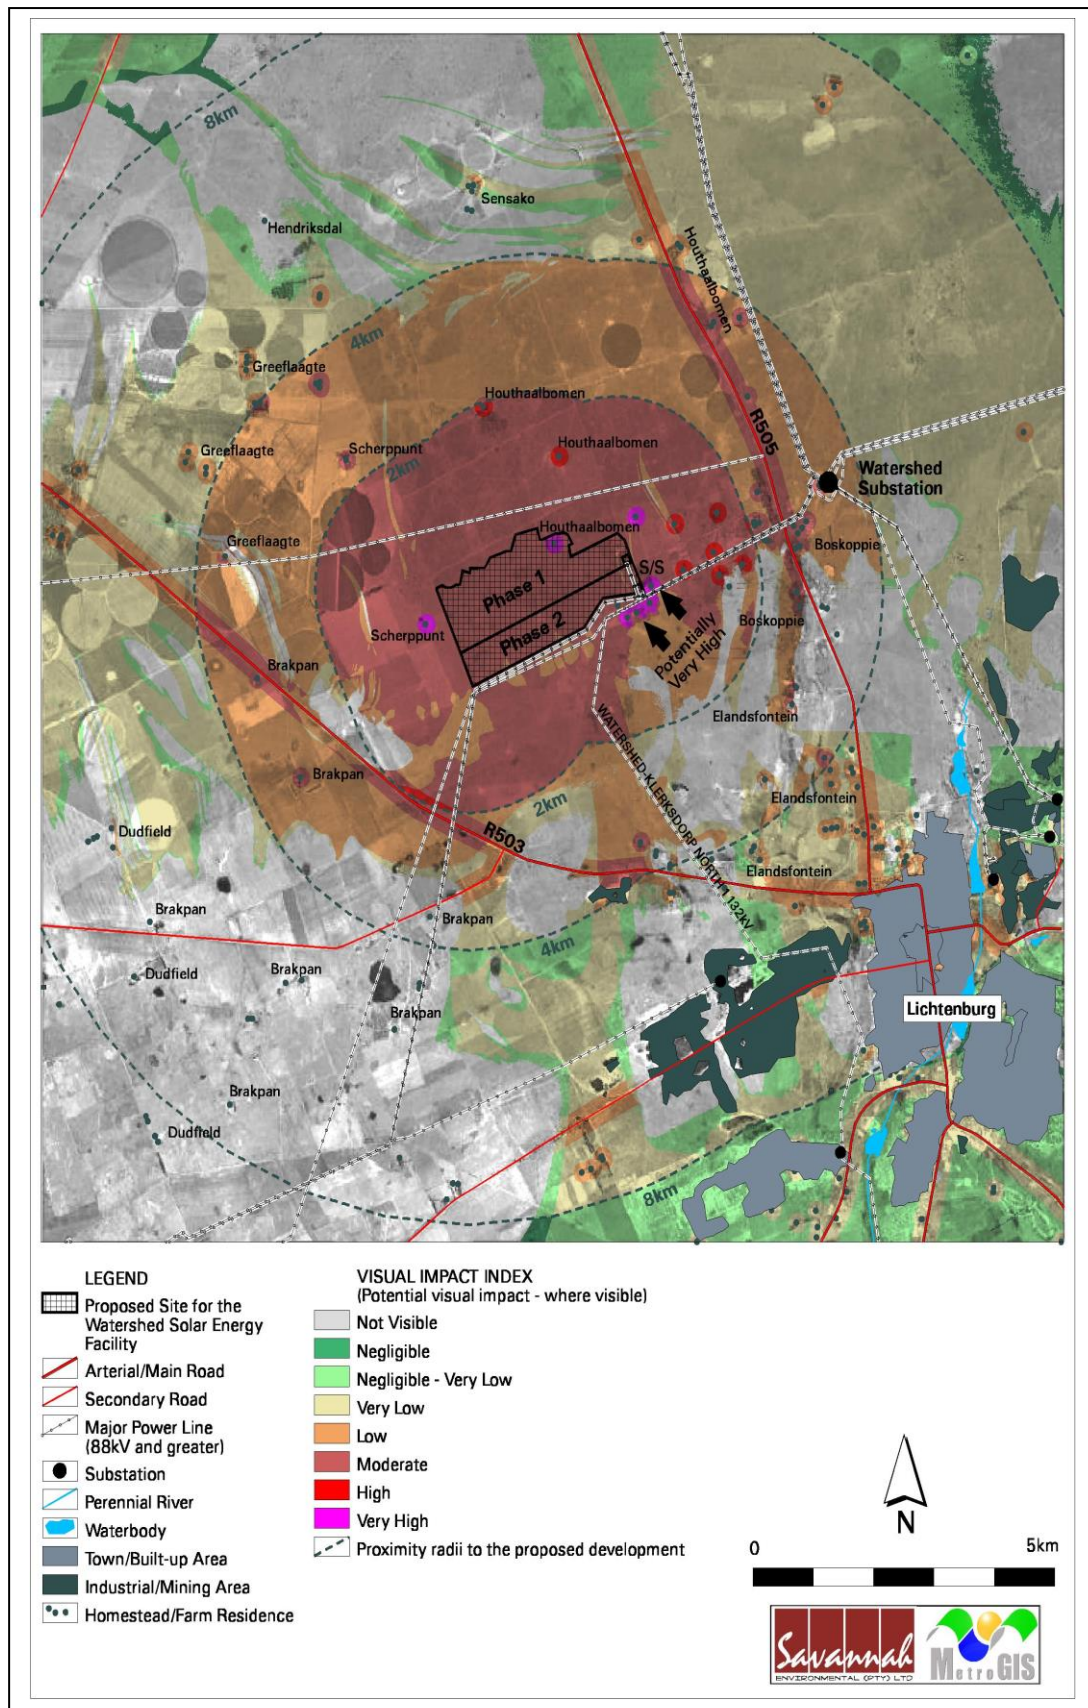 8km
Sensako
Hendriksdal
Houthaalbomen
4km
Greeflaagte
Houthaalbomen
R505
Greeflaagte
Scherppunt
2km
Houthaalbomen
Watershed
Substation
Greeflaagte
Houthaalbomen
Boskoppie
S/S
Phase 1
Phase 2
Scherppunt
Potentially
Very High
Boskoppie
Brakpan
Elandsfontein
WATERSHED-KLERKSDORP NORTH 1 132kV
Brakpan
Elandsfontein
2km
R503
Dudfield
Elandsfontein
Brakpan
Brakpan
4km
Dudfield
Brakpan
Brakpan
Lichtenburg
Brakpan
Dudfield
8km
LEGEND
Proposed Site for the
Watershed Solar Energy
Facility
Arterial/Main Road
Secondary Road
Major Power Line
(88kV and greater)
Substation
Perennial River
Waterbody
Town/Built-up Area
Industrial/Mining Area
Homestead/Farm Residence
VISUAL IMPACT INDEX
(Potential visual impact - where visible)
Not Visible
Negligible
Negligible - Very Low
Very Low
Low
Moderate
High
Very High
Proximity radii to the proposed development
N
0 5km
Savannah
ENVIRONMENTAL (PTY) LTD
MetroGIS